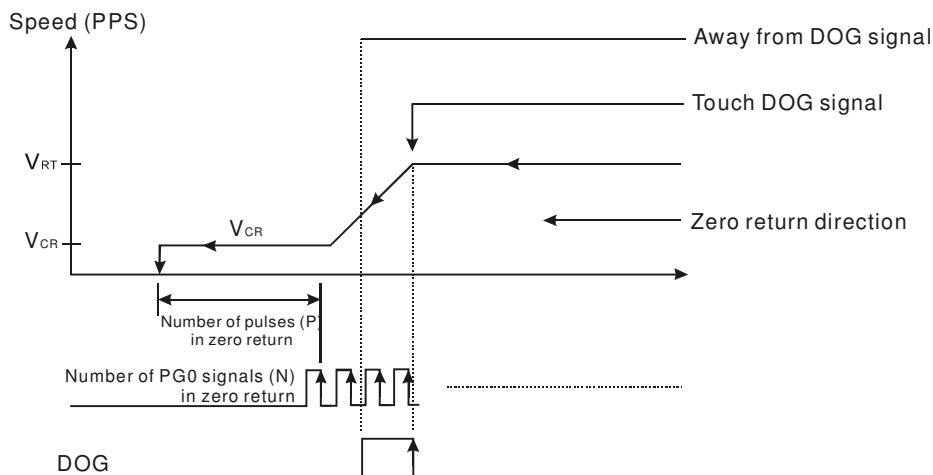 Speed (PPS)
Away from DOG signal
Touch DOG signal
VRT
Zero return direction
VCR
VCR
Number of pulses (P)
in zero return
Number of PG0 signals (N)
in zero return
DOG